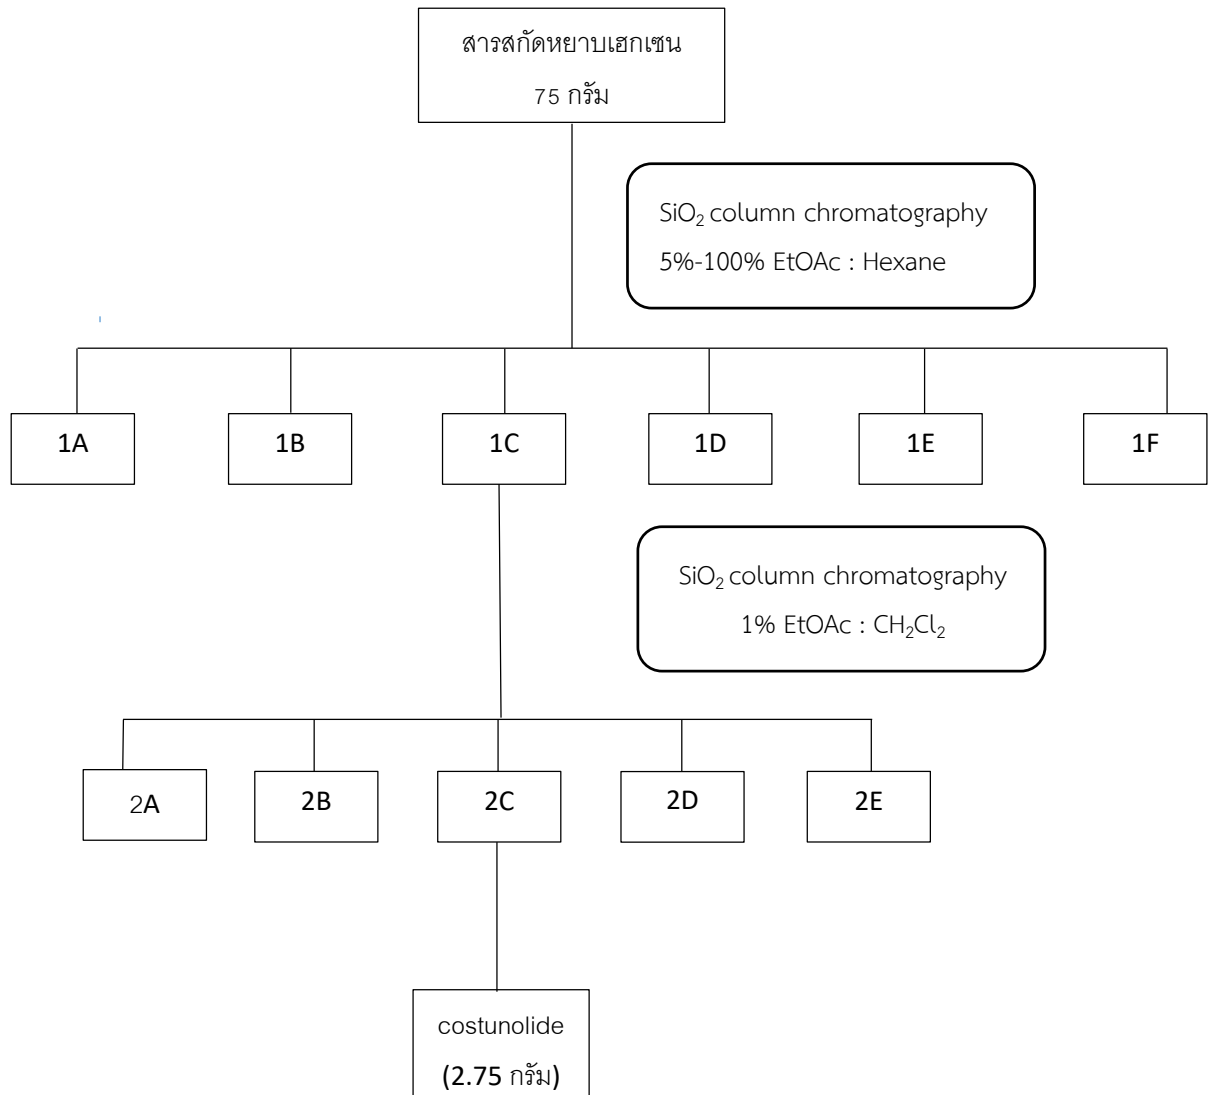 สารสกัดหยาบเฮกเซน
75 กรัม
SiO₂ column chromatography
5%-100% EtOAc : Hexane
1A
1B
1C
1D
1E
1F
SiO₂ column chromatography
1% EtOAc : CH₂Cl₂
2A
2B
2C
2D
2E
costunolide
(2.75 กรัม)